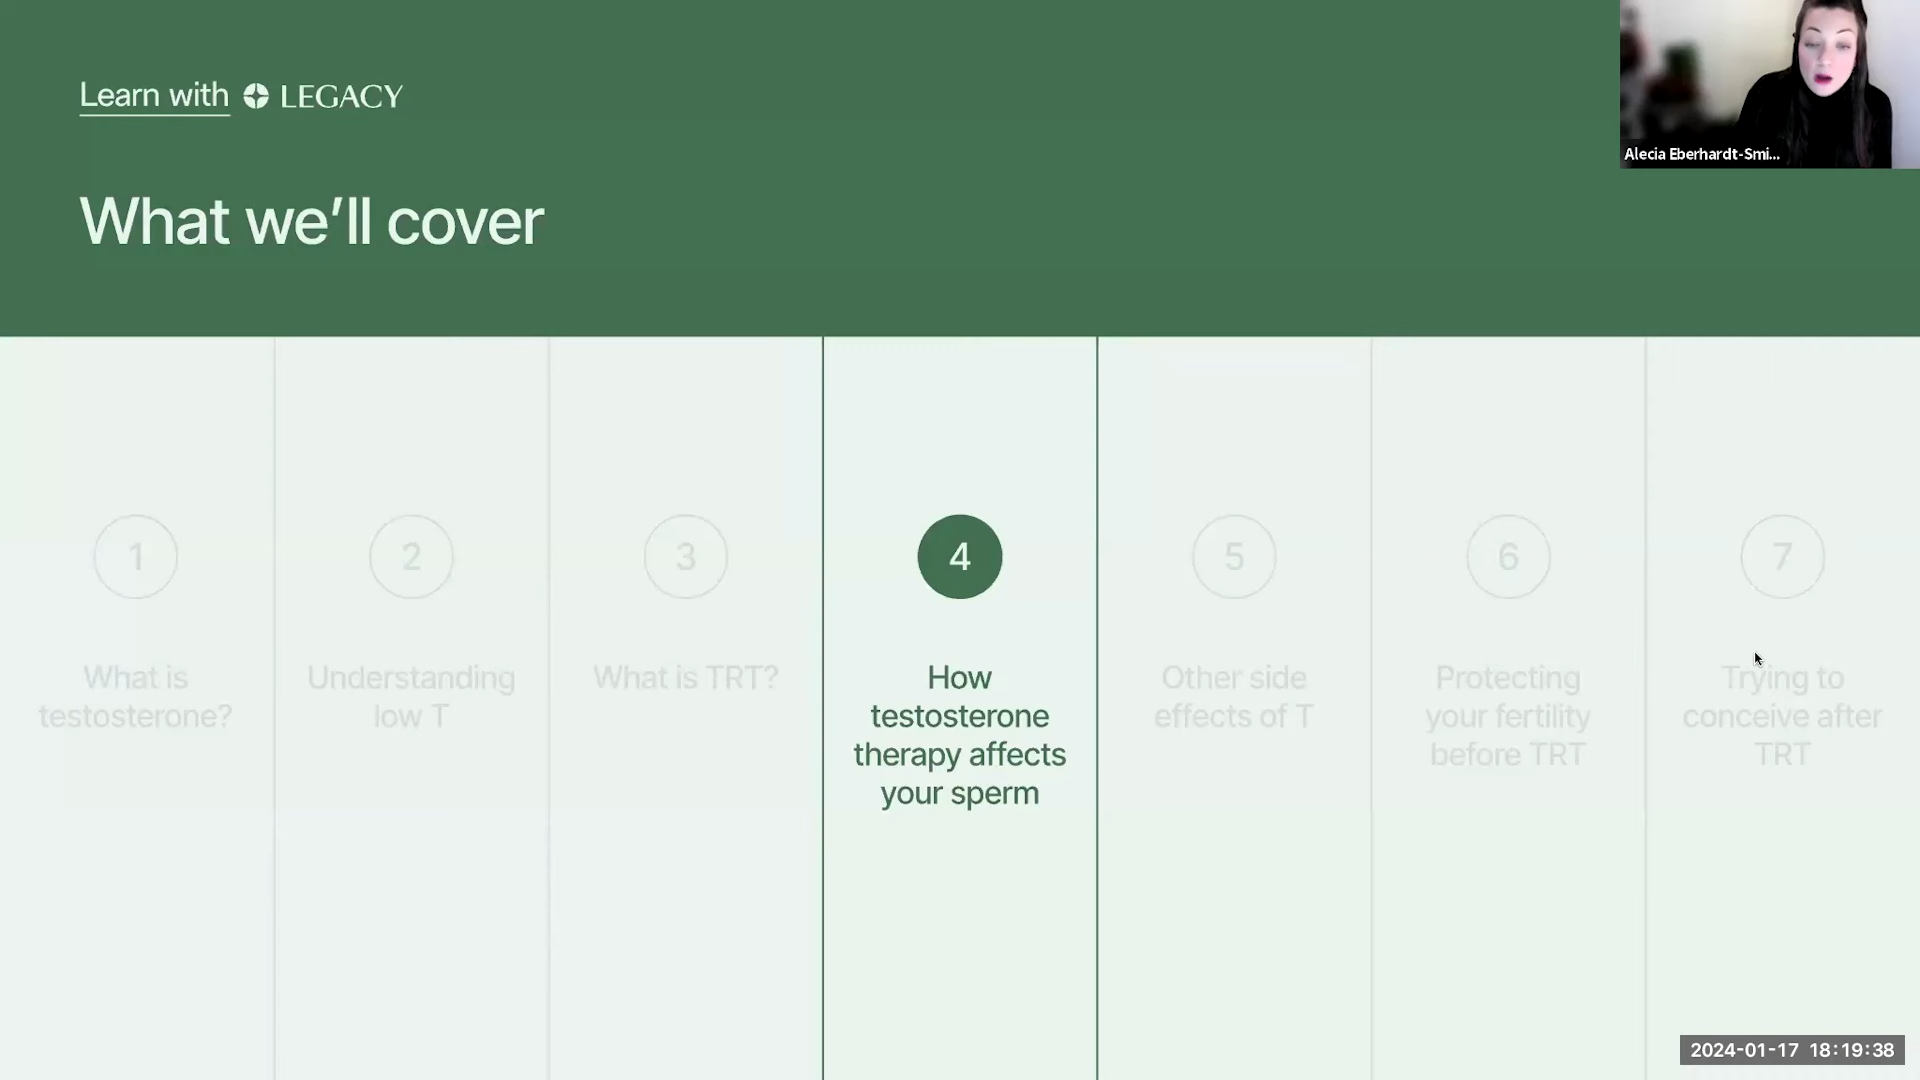 Learn with LEGACY
Alecia Eberhardt-Smi...
What we’ll cover
1
What is
testosterone?
2
Understanding
low T
3
What is TRT?
4
How
testosterone
therapy affects
your sperm
5
Other side
effects of T
6
Protecting
your fertility
before TRT
7
Trying to
conceive after
TRT
2024-01-17 18:19:38